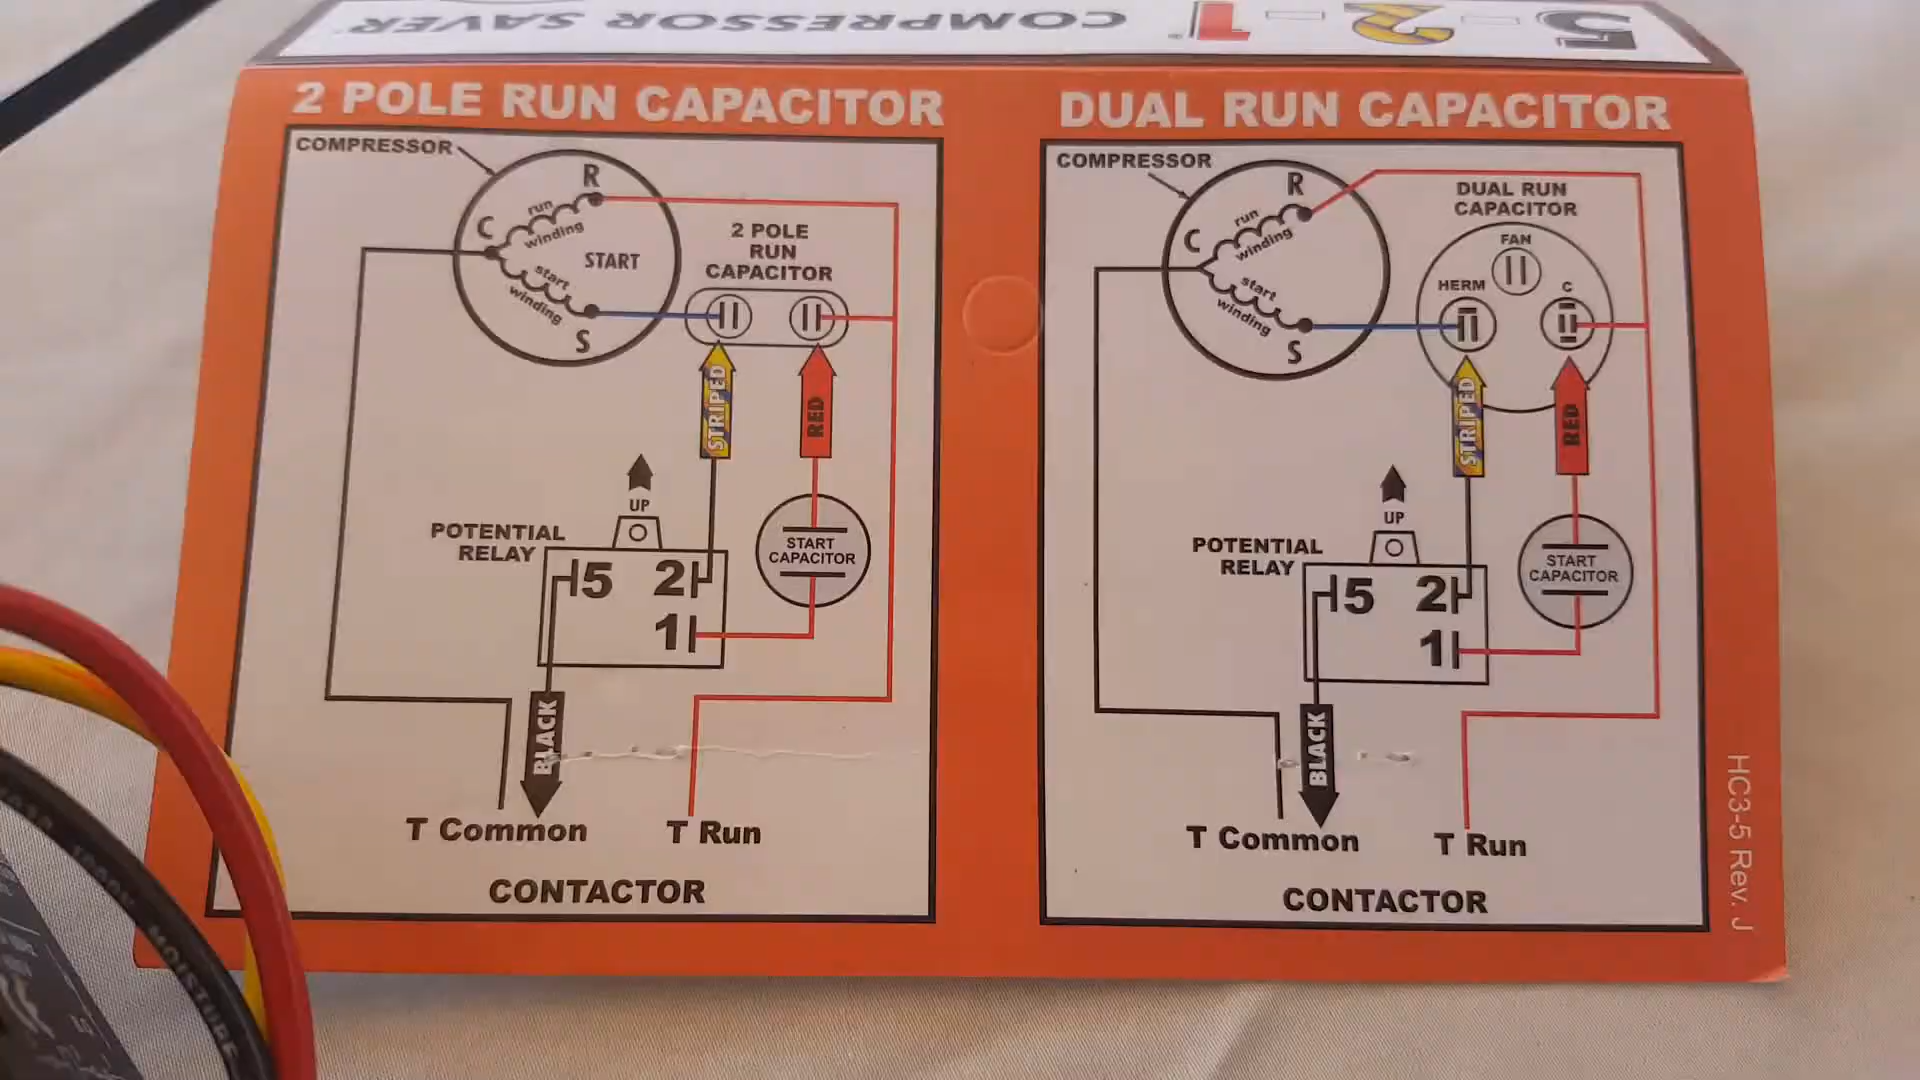 5-2-1® COMPRESSOR SAVER®
2 POLE RUN CAPACITOR
COMPRESSOR
R
run
winding
C
START
start
winding
S
2 POLE
RUN
CAPACITOR
STRIPED
RED
UP
POTENTIAL
RELAY
5
2
1
START
CAPACITOR
BLACK
T Common
T Run
CONTACTOR
DUAL RUN CAPACITOR
COMPRESSOR
R
run
winding
C
start
winding
S
DUAL RUN
CAPACITOR
FAN
HERM
C
STRIPED
RED
UP
POTENTIAL
RELAY
5
2
1
START
CAPACITOR
BLACK
T Common
T Run
CONTACTOR
HC3-5 Rev. J
MOISTURE